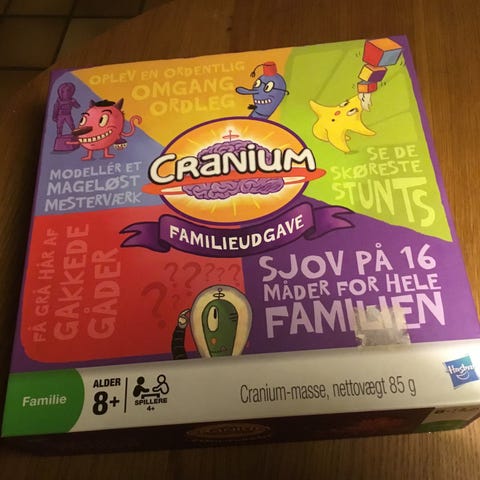 OPLEV EN ORDENTLIG
OMGANG
ORDLEG
MODELLÉR ET
MAGELØST
MESTERVÆRK
CRANIUM
FAMILIEUDGAVE
SE DE
SKØRESTE
STUNTS
FÅ GRÅ HÅR AF
GAKKEDE
GÅDER
????
???
SJOV PÅ 16
MÅDER FOR HELE
FAMILIEN
Familie
ALDER
8+
SPILLERE
4+
Cranium-masse, nettovægt 85 g
Hasbro